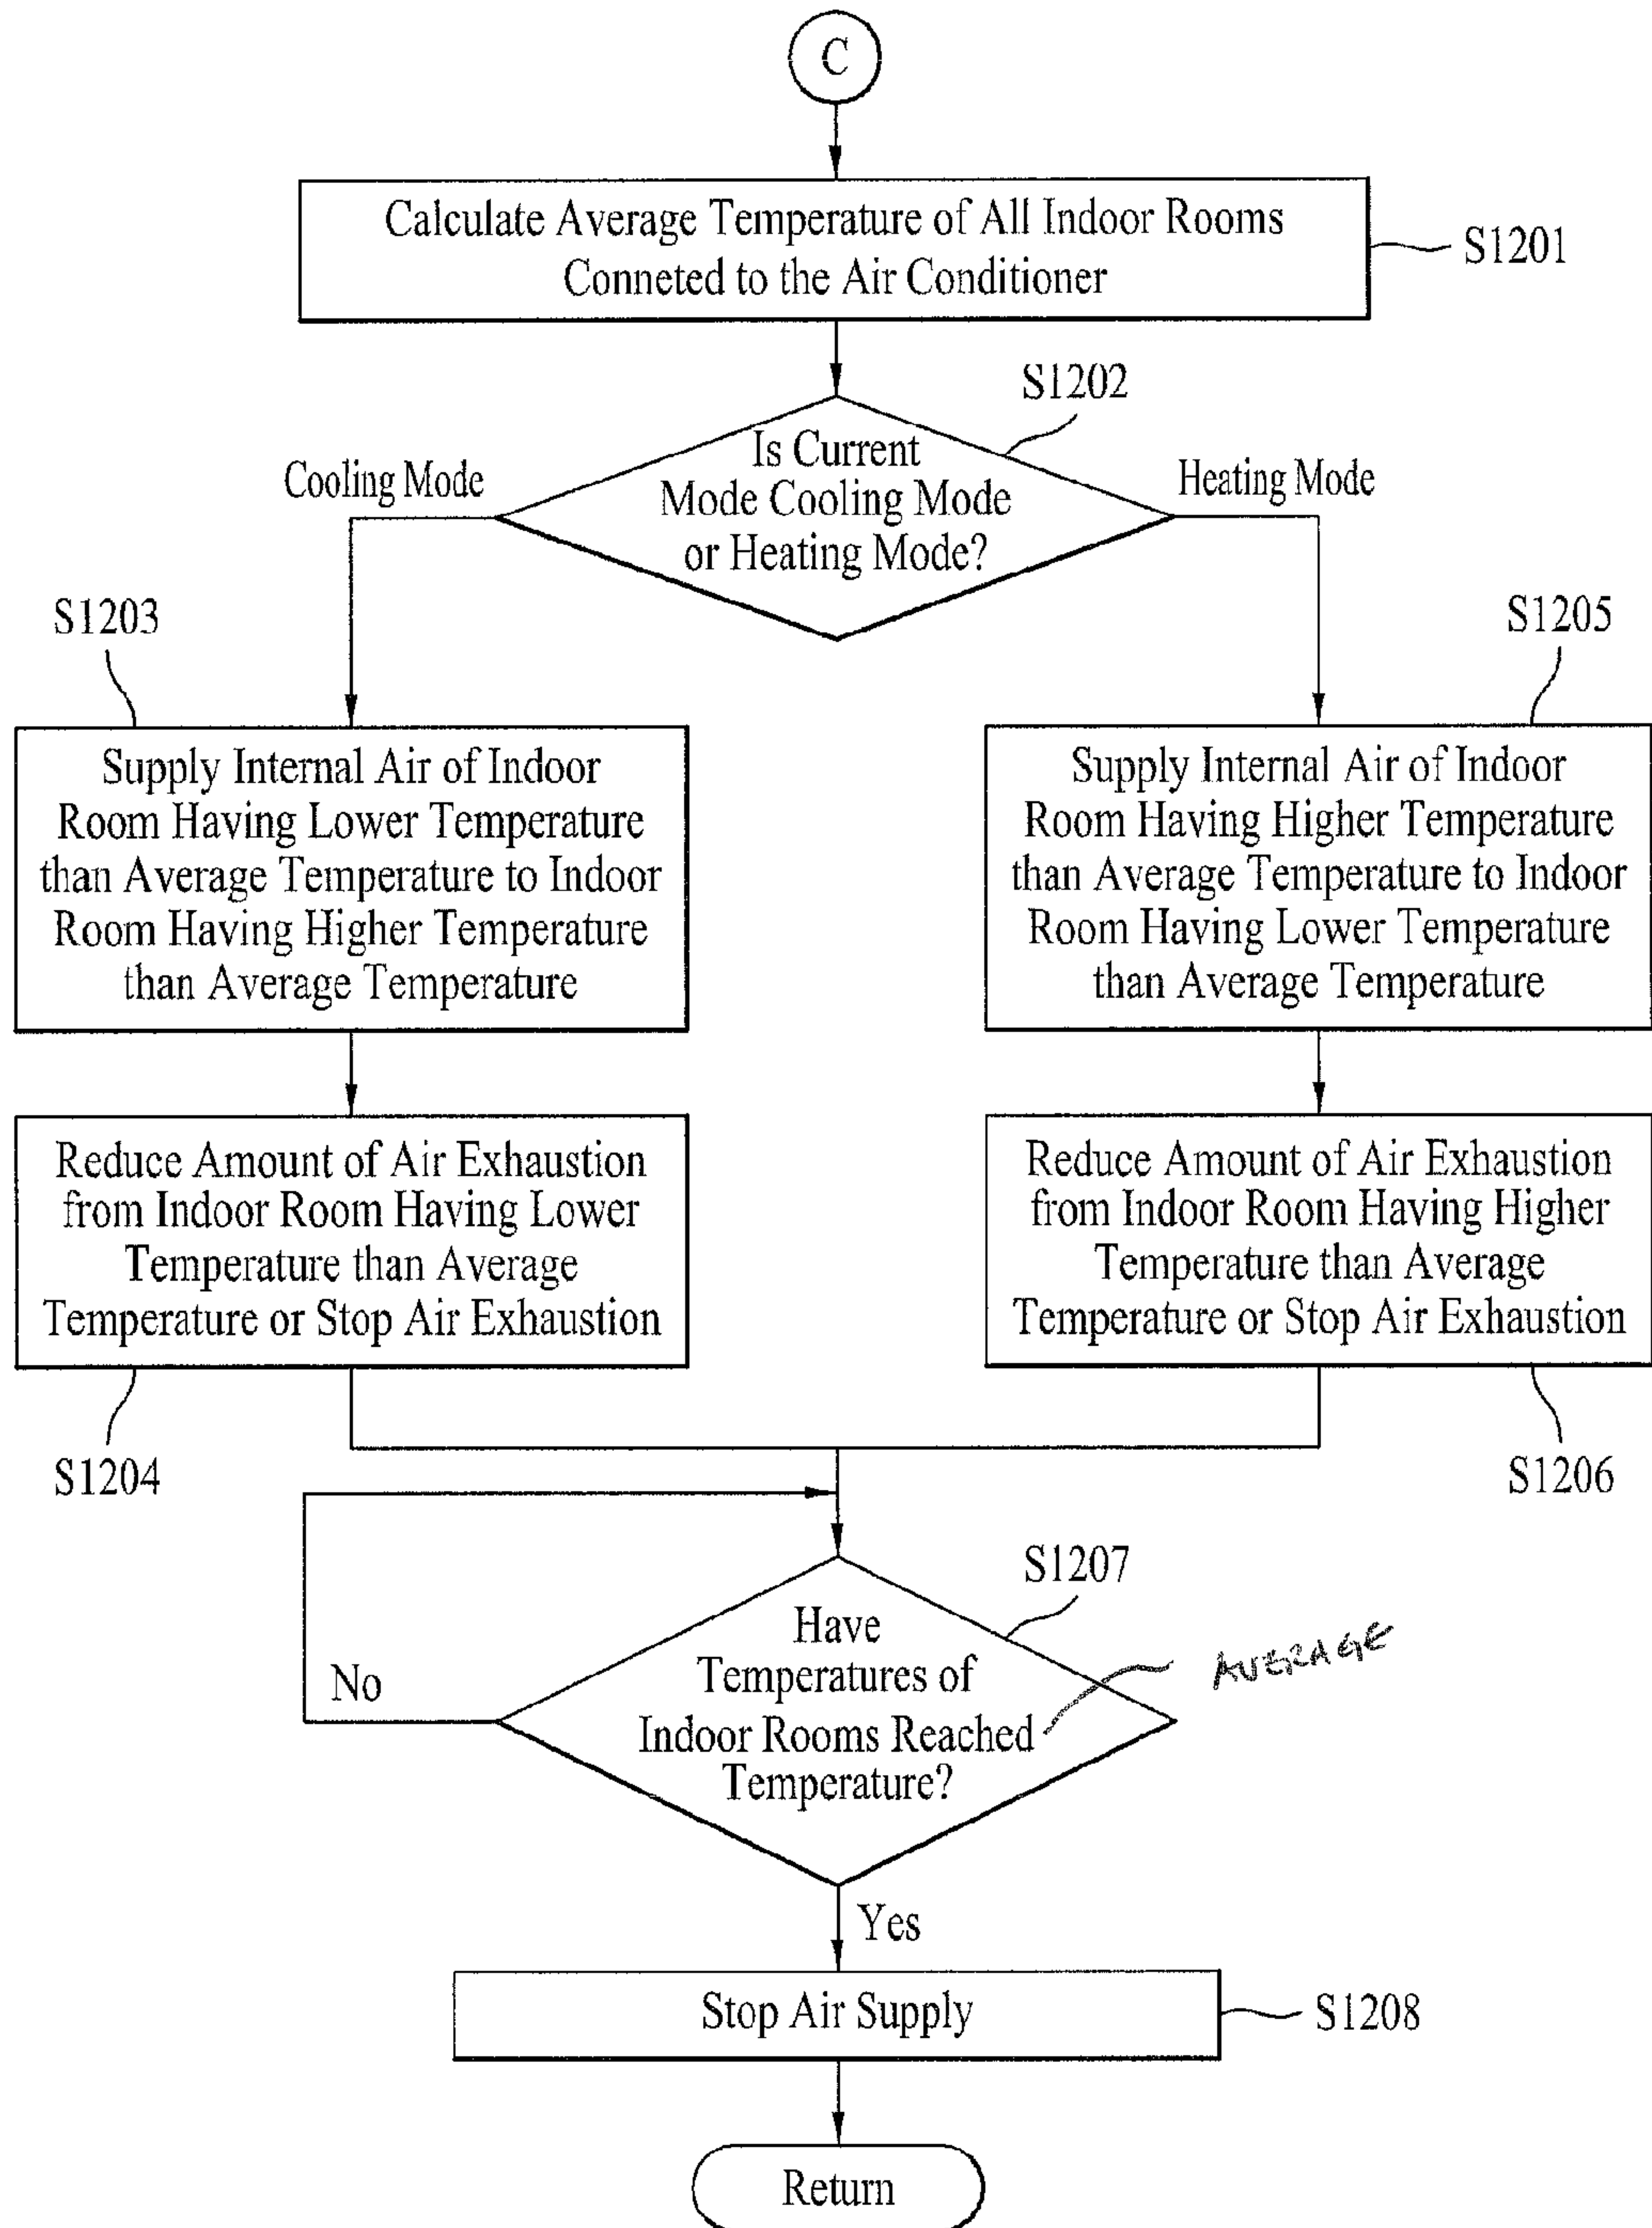 C
Calculate Average Temperature of All Indoor Rooms
Conneted to the Air Conditioner
S1201
S1202
Is Current
Mode Cooling Mode
or Heating Mode?
Cooling Mode
Heating Mode
S1203
Supply Internal Air of Indoor
Room Having Lower Temperature
than Average Temperature to Indoor
Room Having Higher Temperature
than Average Temperature
S1205
Supply Internal Air of Indoor
Room Having Higher Temperature
than Average Temperature to Indoor
Room Having Lower Temperature
than Average Temperature
Reduce Amount of Air Exhaustion
from Indoor Room Having Lower
Temperature than Average
Temperature or Stop Air Exhaustion
S1204
Reduce Amount of Air Exhaustion
from Indoor Room Having Higher
Temperature than Average
Temperature or Stop Air Exhaustion
S1206
S1207
Have
Temperatures of
Indoor Rooms Reached
Temperature?
AVERAGE
No
Yes
Stop Air Supply
S1208
Return